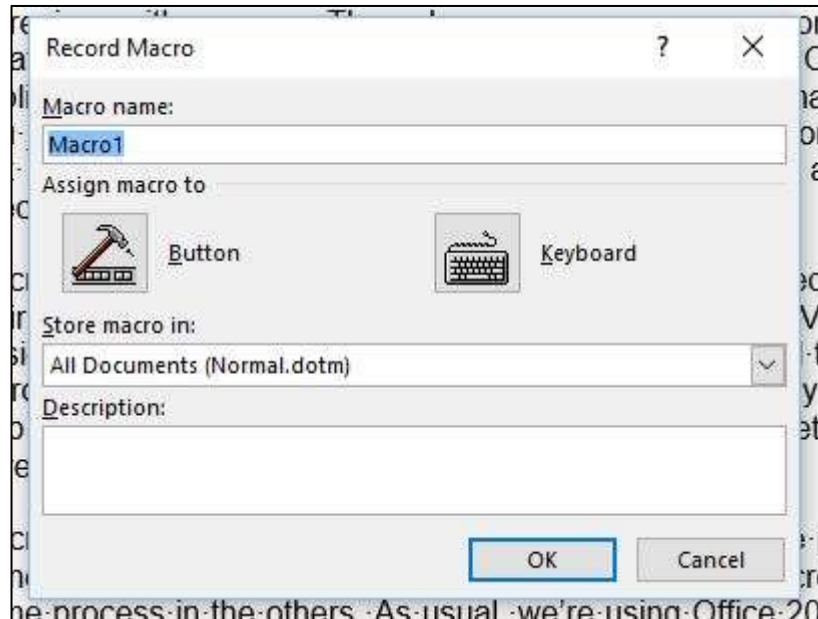 Record Macro
Macro name:
Macro1
Assign macro to
Button
Keyboard
Store macro in:
All Documents (Normal.dotm)
Description:
OK
Cancel
process·in·the·others.·As·usual,·we're·using·Office·20